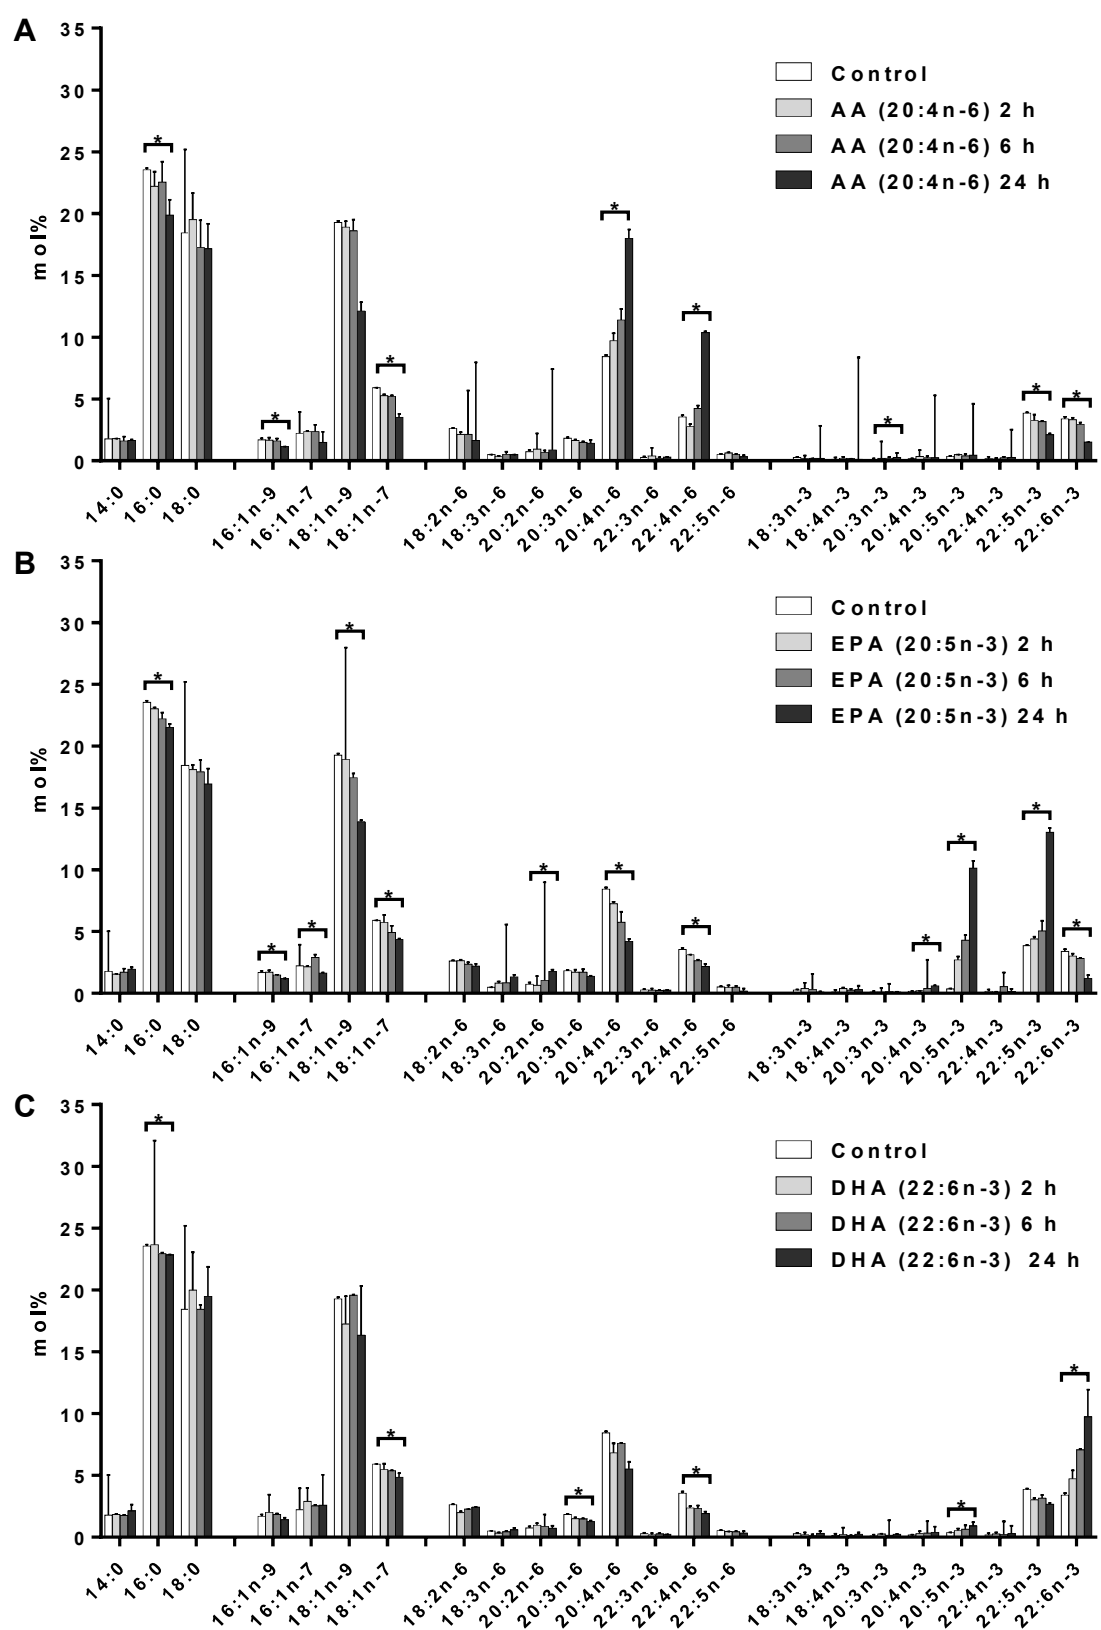 A
35
30
25
20
15
10
5
0
mol%
Control
AA (20:4n-6) 2 h
AA (20:4n-6) 6 h
AA (20:4n-6) 24 h
* * * * * * * *
14:0 16:0 18:0 16:1n-9 16:1n-7 18:1n-9 18:1n-7 18:2n-6 18:3n-6 20:2n-6 20:3n-6 20:4n-6 22:3n-6 22:4n-6 22:5n-6 18:3n-3 18:4n-3 20:3n-3 20:4n-3 20:5n-3 22:4n-3 22:5n-3 22:6n-3
B
35
30
25
20
15
10
5
0
mol%
Control
EPA (20:5n-3) 2 h
EPA (20:5n-3) 6 h
EPA (20:5n-3) 24 h
* * * * * * * * * * * *
14:0 16:0 18:0 16:1n-9 16:1n-7 18:1n-9 18:1n-7 18:2n-6 18:3n-6 20:2n-6 20:3n-6 20:4n-6 22:3n-6 22:4n-6 22:5n-6 18:3n-3 18:4n-3 20:3n-3 20:4n-3 20:5n-3 22:4n-3 22:5n-3 22:6n-3
C
35
30
25
20
15
10
5
0
mol%
Control
DHA (22:6n-3) 2 h
DHA (22:6n-3) 6 h
DHA (22:6n-3) 24 h
* * * * * *
14:0 16:0 18:0 16:1n-9 16:1n-7 18:1n-9 18:1n-7 18:2n-6 18:3n-6 20:2n-6 20:3n-6 20:4n-6 22:3n-6 22:4n-6 22:5n-6 18:3n-3 18:4n-3 20:3n-3 20:4n-3 20:5n-3 22:4n-3 22:5n-3 22:6n-3